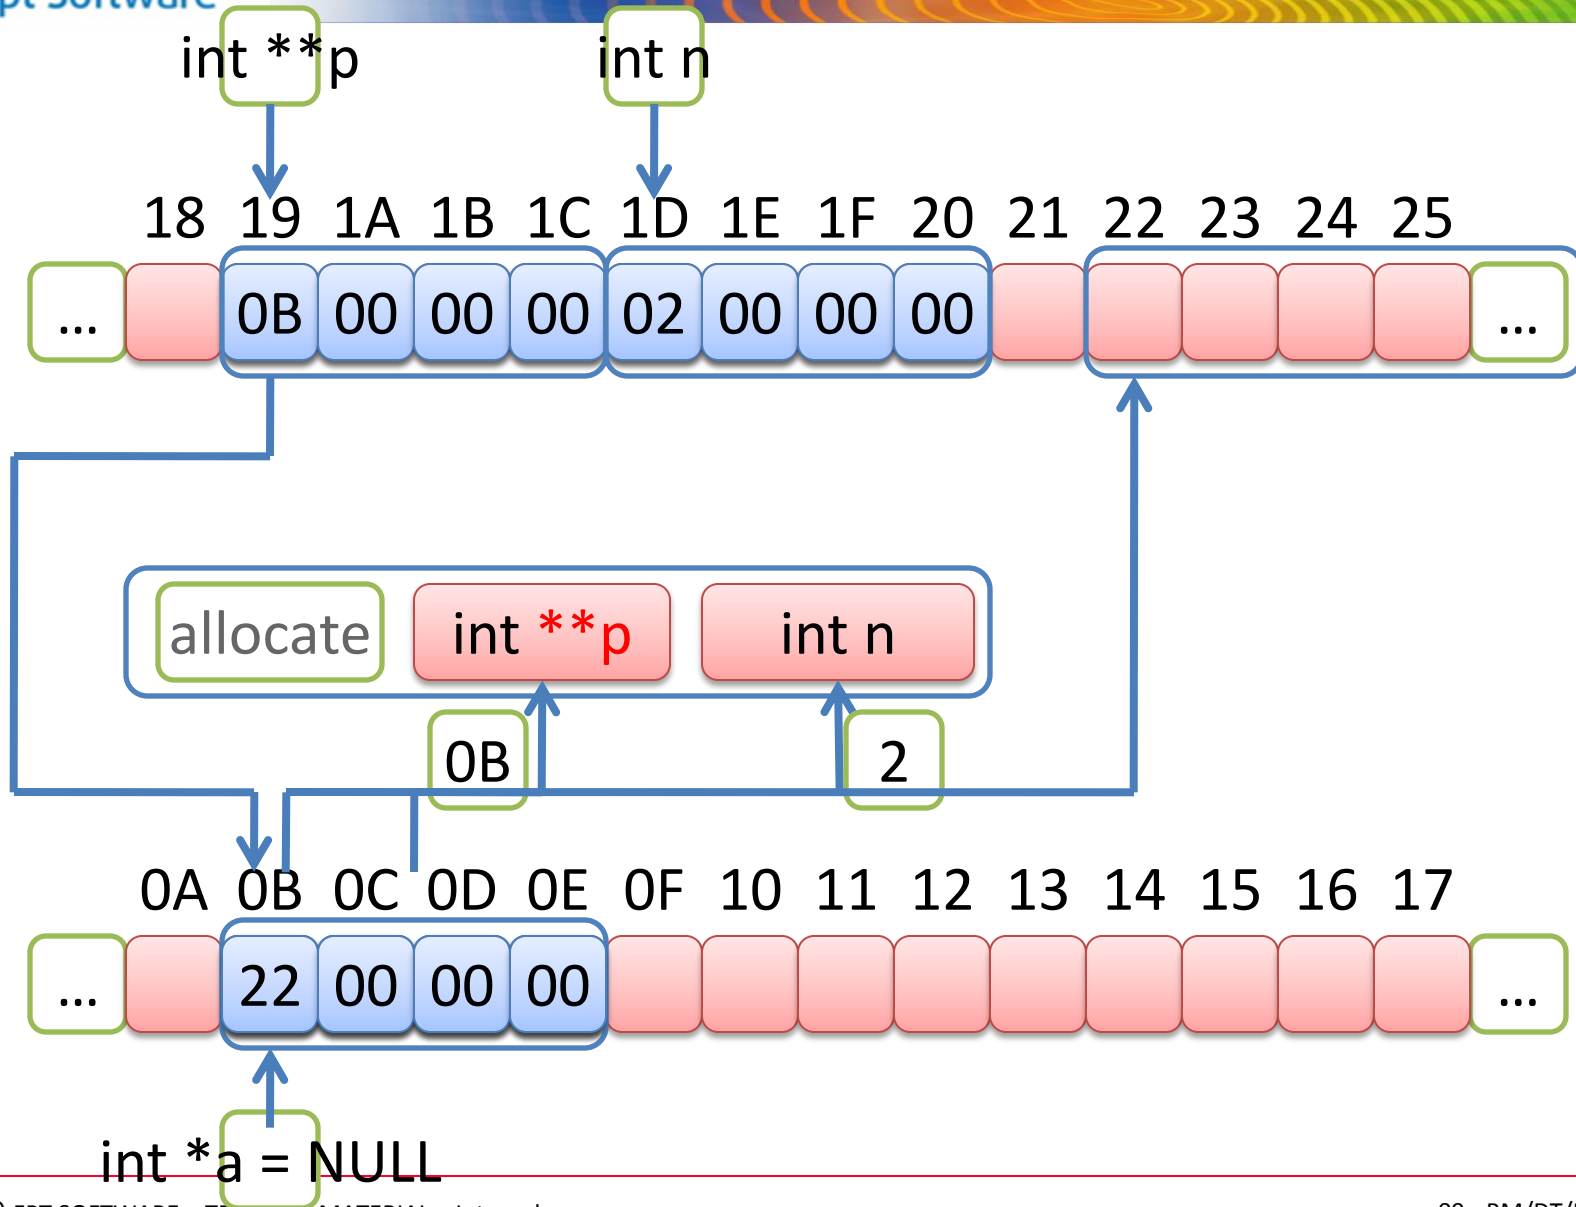 Software
int **p int n
18 19 1A 1B 1C 1D 1E 1F 20 21 22 23 24 25
... 0B 00 00 00 02 00 00 00 ...
allocate int **p int n
0B 2
0A 0B 0C 0D 0E 0F 10 11 12 13 14 15 16 17
... 22 00 00 00 ...
int *a = NULL